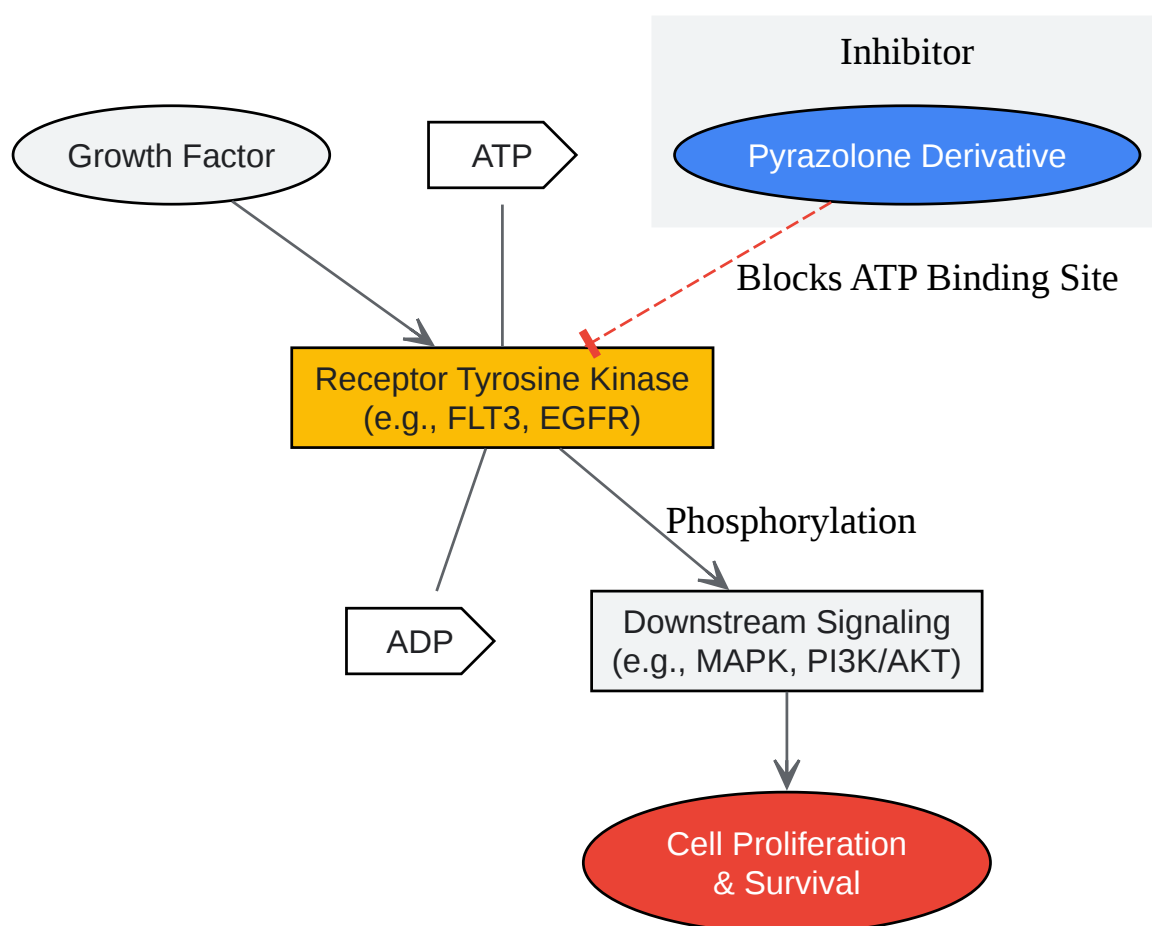 Inhibitor
Growth Factor
ATP
Pyrazolone Derivative
Blocks ATP Binding Site
Receptor Tyrosine Kinase
(e.g., FLT3, EGFR)
Phosphorylation
ADP
Downstream Signaling
(e.g., MAPK, PI3K/AKT)
Cell Proliferation
& Survival